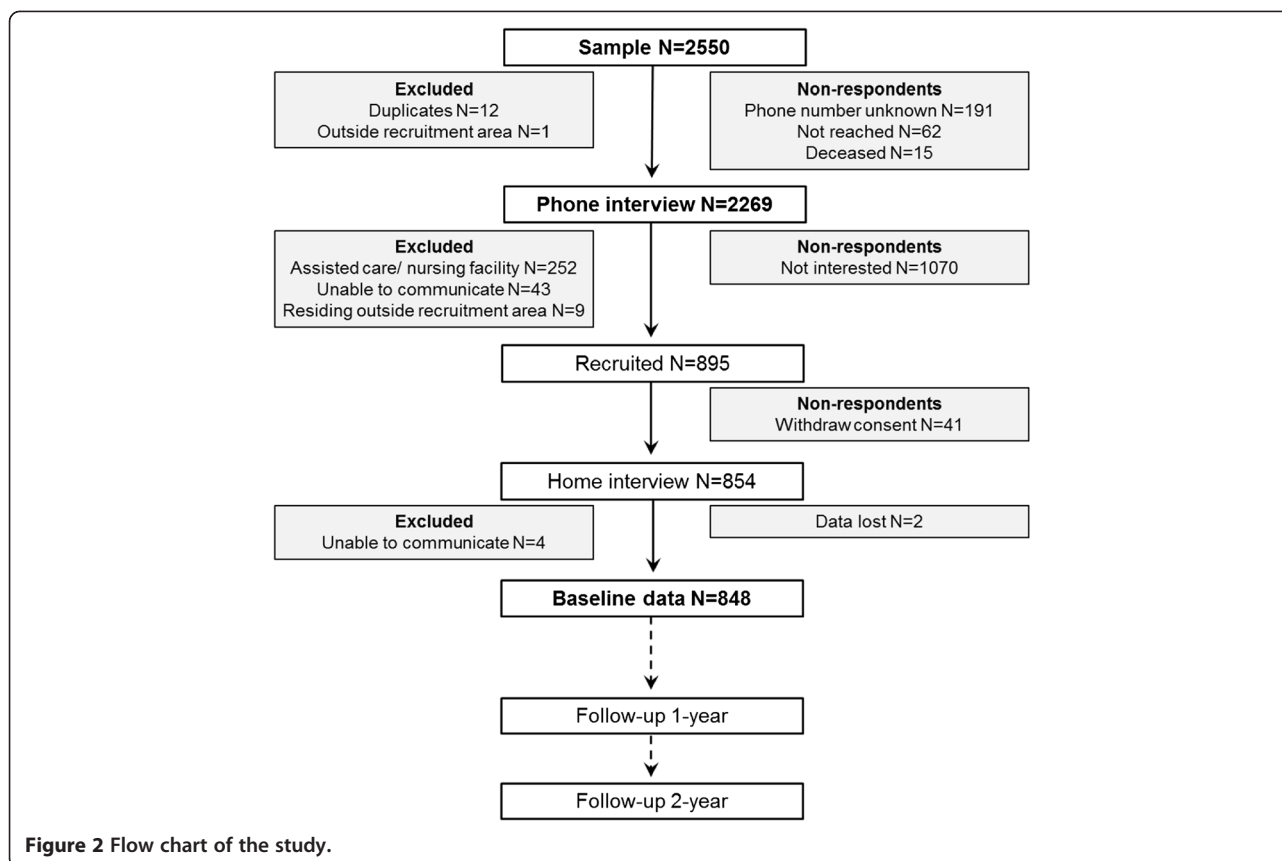 Sample N=2550
Excluded
Duplicates N=12
Outside recruitment area N=1
Non-respondents
Phone number unknown N=191
Not reached N=62
Deceased N=15
Phone interview N=2269
Excluded
Assisted care/ nursing facility N=252
Unable to communicate N=43
Residing outside recruitment area N=9
Non-respondents
Not interested N=1070
Recruited N=895
Non-respondents
Withdraw consent N=41
Home interview N=854
Excluded
Unable to communicate N=4
Data lost N=2
Baseline data N=848
Follow-up 1-year
Follow-up 2-year
Figure 2 Flow chart of the study.